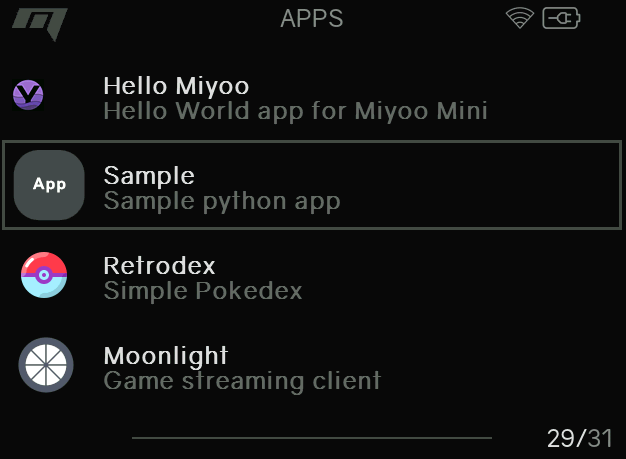 APPS
Hello Miyoo
Hello World app for Miyoo Mini
App
Sample
Sample python app
Retrodex
Simple Pokedex
Moonlight
Game streaming client
29/31